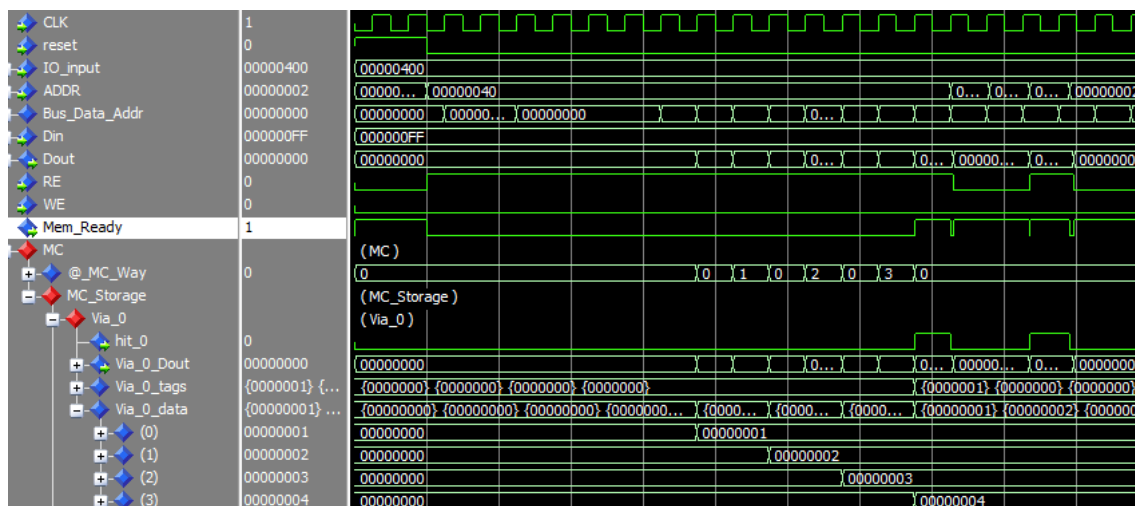 CLK 1
reset 0
IO_input 00000400 00000400
ADDR 00000002 00000... 00000040 0... 0... 0... 00000002
Bus_Data_Addr 00000000 00000000 00000... 00000000 0...
Din 000000FF 000000FF
Dout 00000000 00000000 0... 0... 00000... 0... 0000000
RE 0
WE 0
Mem_Ready 1
MC (MC)
@_MC_Way 0 0 0 1 0 2 0 3 0
MC_Storage (MC_Storage)
Via_0 (Via_0)
hit_0 0
Via_0_Dout 00000000 00000000 0... 0... 00000... 0... 0000000
Via_0_tags {0000001} {... {0000000} {0000000} {0000000} {0000000} {0000001} {0000000} {0000000}
Via_0_data {00000001} ... {00000000} {00000000} {00000000} {0000000... {0000... {0000... {0000... {00000001} {00000002} {000000
(0) 00000001 00000000 00000001
(1) 00000002 00000000 00000002
(2) 00000003 00000000 00000003
(3) 00000004 00000000 00000004